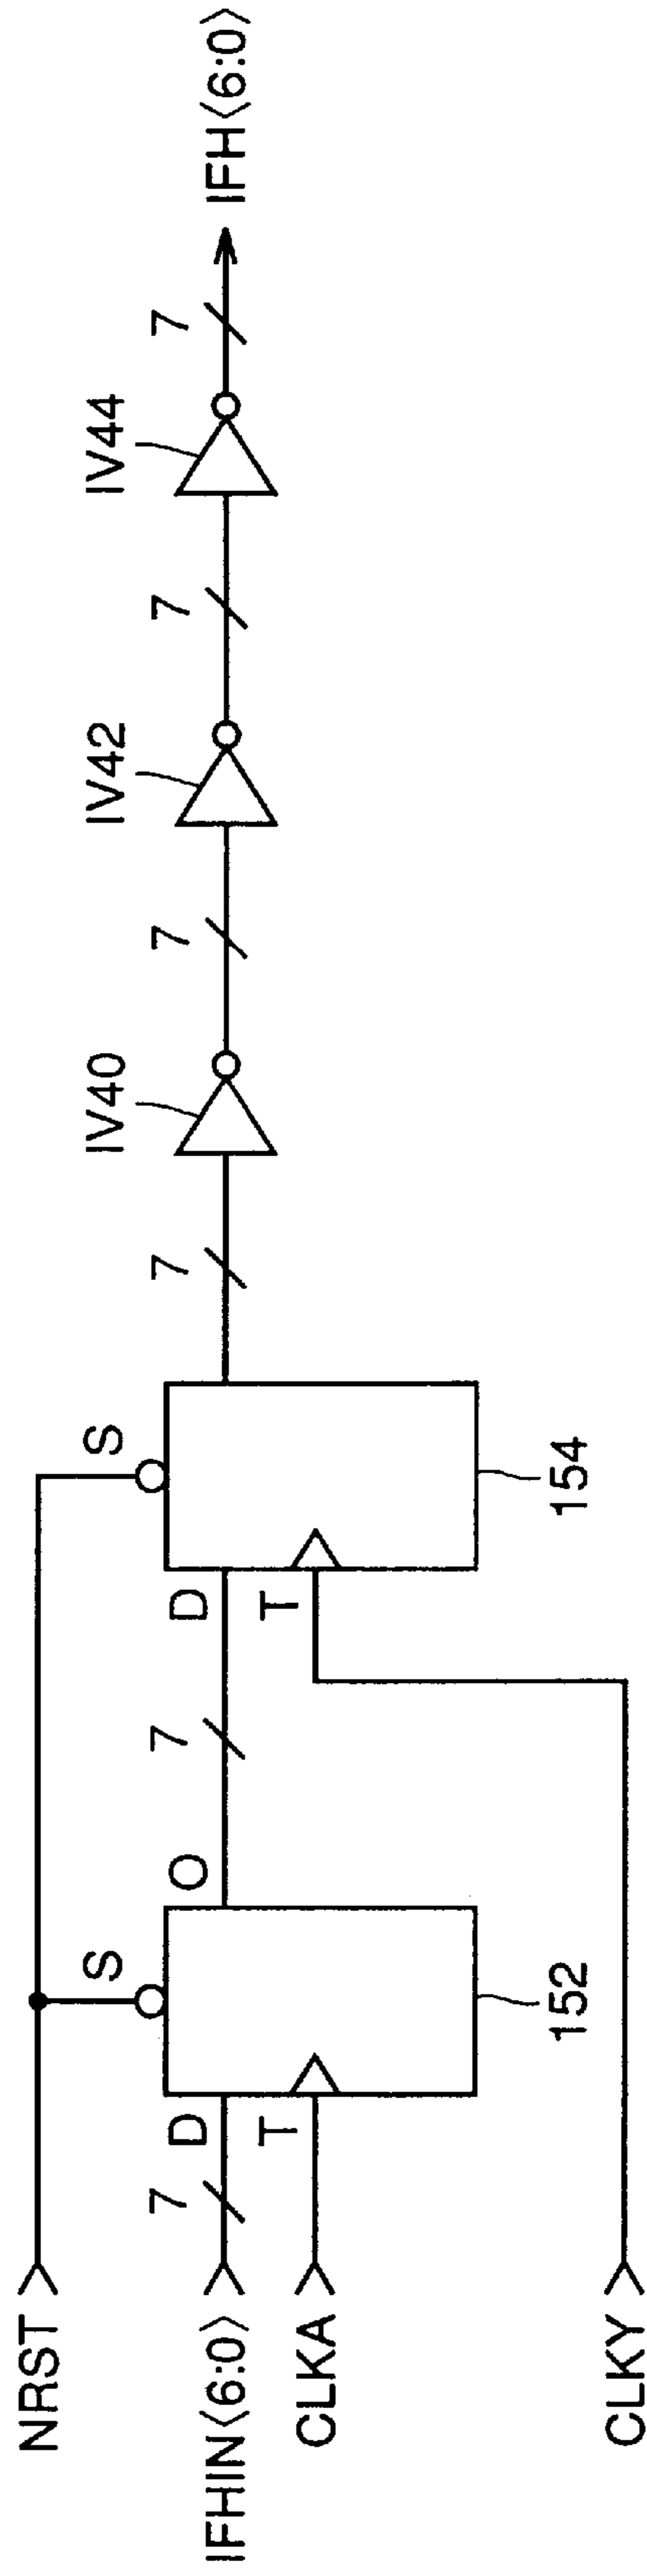 NRST
IFHIN<6:0>
CLKA
CLKY
7
D
T
S
152
O
7
D
T
S
154
7
IV40
7
IV42
7
IV44
7
IFH<6:0>